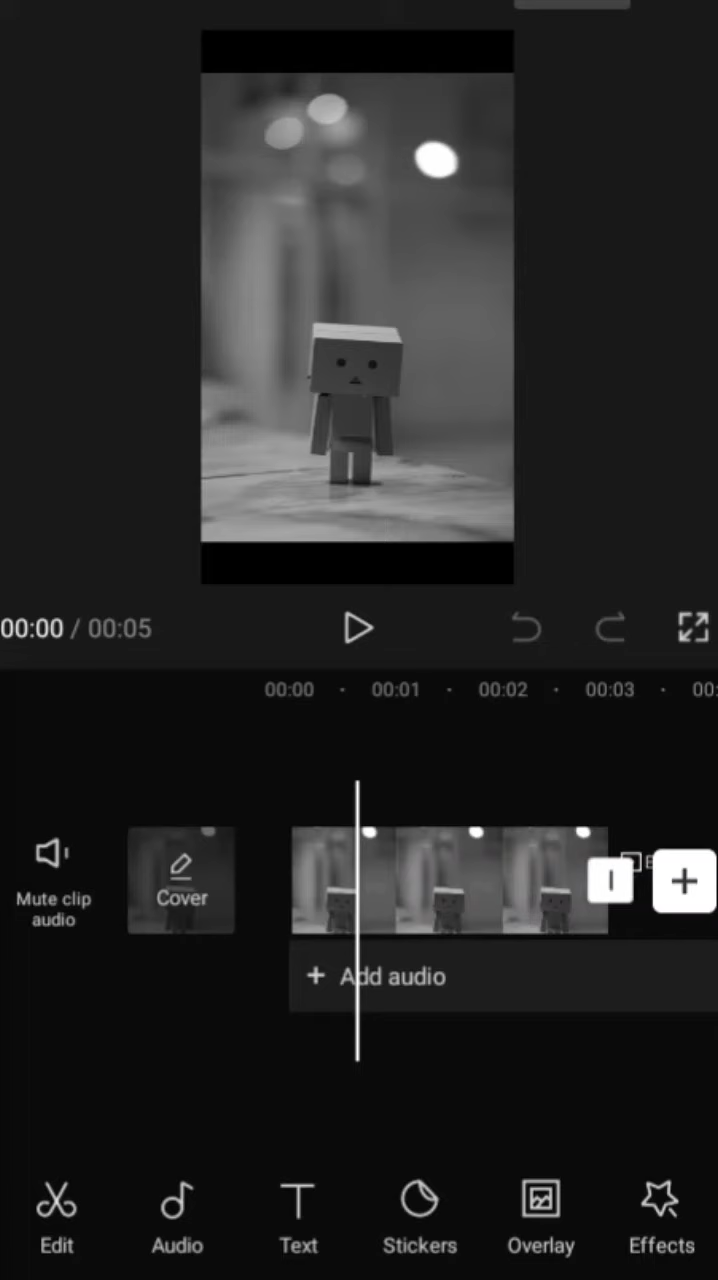 00:00 / 00:05
00:00 · 00:01 · 00:02 · 00:03 · 00:
Mute clip
audio
Cover
E
+ Add audio
Edit
Audio
Text
Stickers
Overlay
Effects